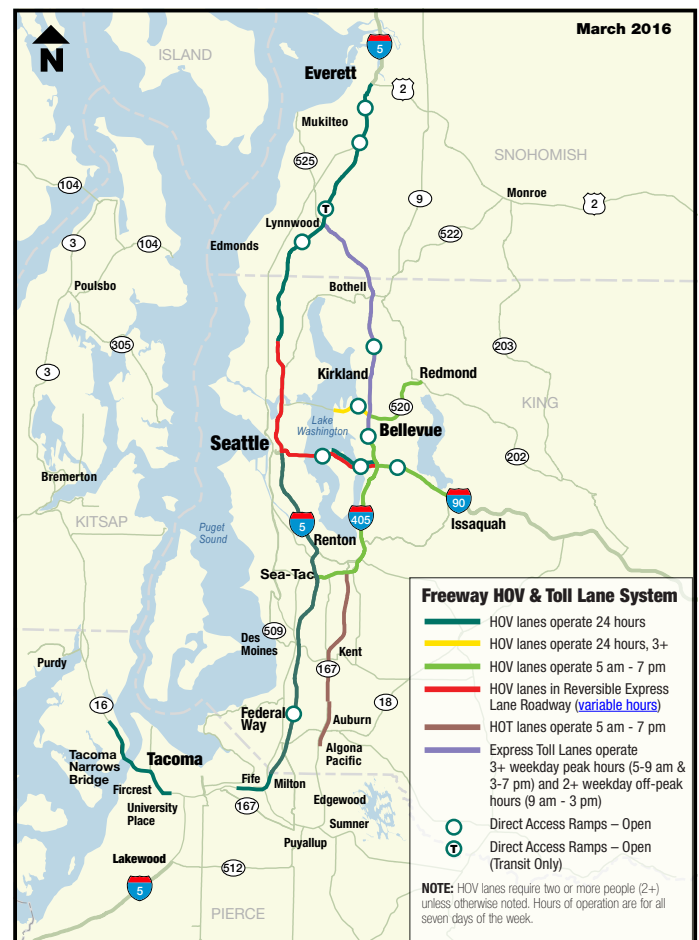 March 2016
N
ISLAND
5
Everett
2
Mukilteo
525
SNOHOMISH
104
9
Monroe
2
T
Lynnwood
522
3
104
Edmonds
Poulsbo
Bothell
305
203
3
Kirkland
Redmond
KING
520
Lake
Washington
Bellevue
Seattle
202
Bremerton
90
KITSAP
5
405
Issaquah
Puget
Sound
Renton
Sea-Tac
509
Des
Moines
Kent
Purdy
167
16
18
Federal
Way
Auburn
Tacoma
Narrows
Bridge
Tacoma
Algona
Pacific
Fife
Milton
Fircrest
167
University
Place
Edgewood
Sumner
Puyallup
Lakewood
512
5
PIERCE
Freeway HOV & Toll Lane System
HOV lanes operate 24 hours
HOV lanes operate 24 hours, 3+
HOV lanes operate 5 am - 7 pm
HOV lanes in Reversible Express
Lane Roadway (variable hours)
HOT lanes operate 5 am - 7 pm
Express Toll Lanes operate
3+ weekday peak hours (5-9 am &
3-7 pm) and 2+ weekday off-peak
hours (9 am - 3 pm)
Direct Access Ramps – Open
T
Direct Access Ramps – Open
(Transit Only)
NOTE: HOV lanes require two or more people (2+)
unless otherwise noted. Hours of operation are for all
seven days of the week.